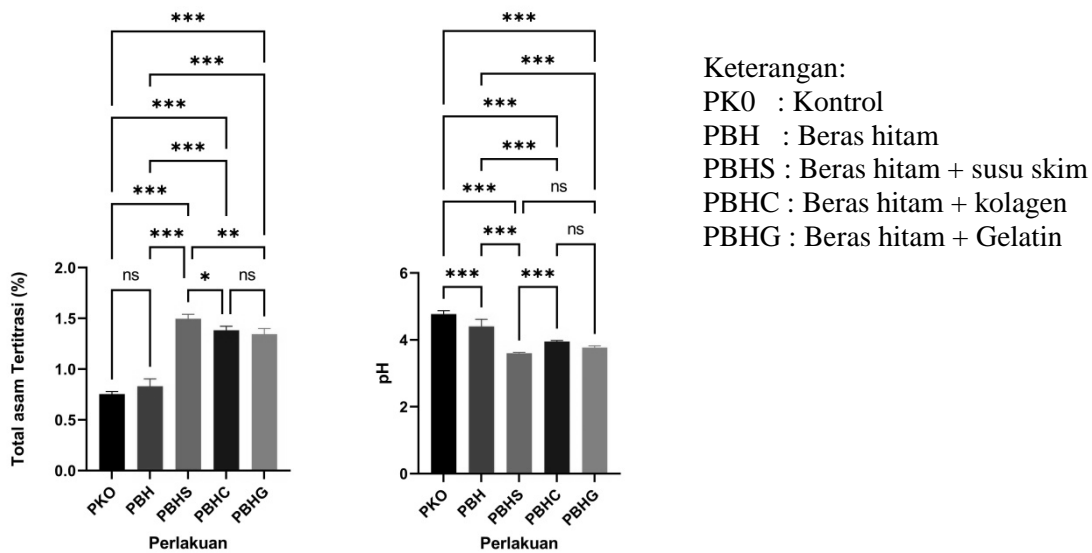 ***
***
***
***
***
***
**
ns
*
ns
Total asam Tertitrasi (%)
2.0
1.5
1.0
0.5
0.0
PKO
PBH
PBHS
PBHC
PBHG
Perlakuan
***
***
***
***
ns
***
***
ns
***
***
pH
6
4
2
0
PKO
PBH
PBHS
PBHC
PBHG
Perlakuan
Keterangan:
PK0 : Kontrol
PBH : Beras hitam
PBHS : Beras hitam + susu skim
PBHC : Beras hitam + kolagen
PBHG : Beras hitam + Gelatin